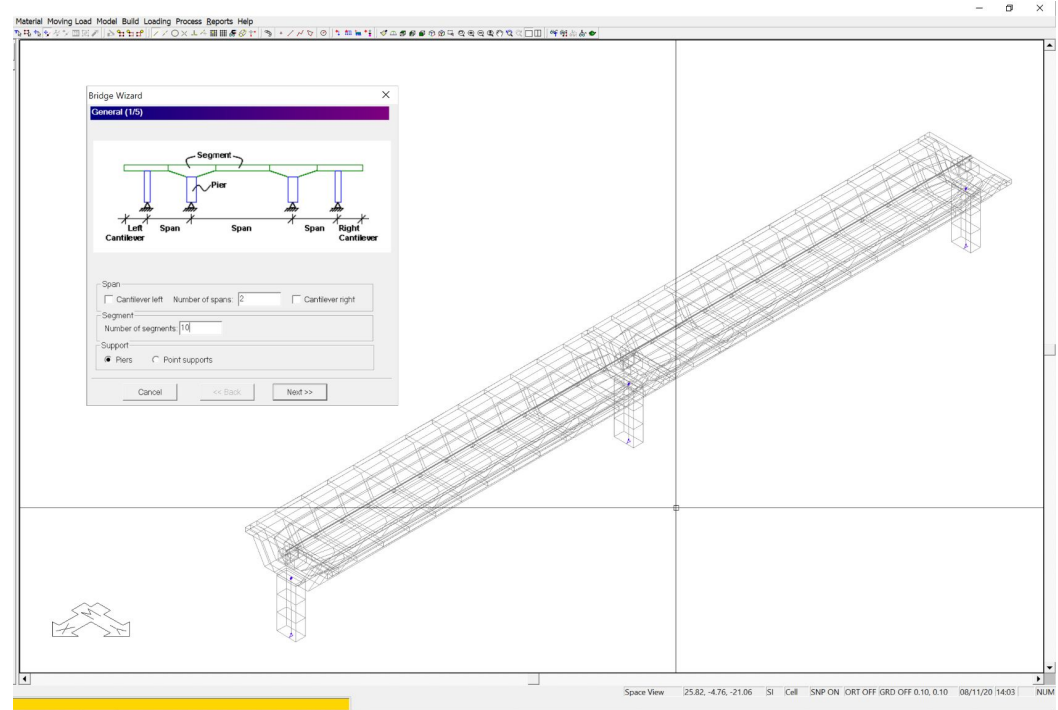 Material Moving Load Model Build Loading Process Reports Help
Bridge Wizard
General (1/5)
Segment
Pier
Left Cantilever
Span
Span
Span
Right Cantilever
Span
Cantilever left Number of spans: 2 Cantilever right
Segment
Number of segments: 10
Support
Piers Point supports
Cancel << Back Next >>
Space View 25.82, -4.76, -21.06 SI Cell SNP ON ORT OFF GRD OFF 0.10, 0.10 08/11/20 14:03 NUM